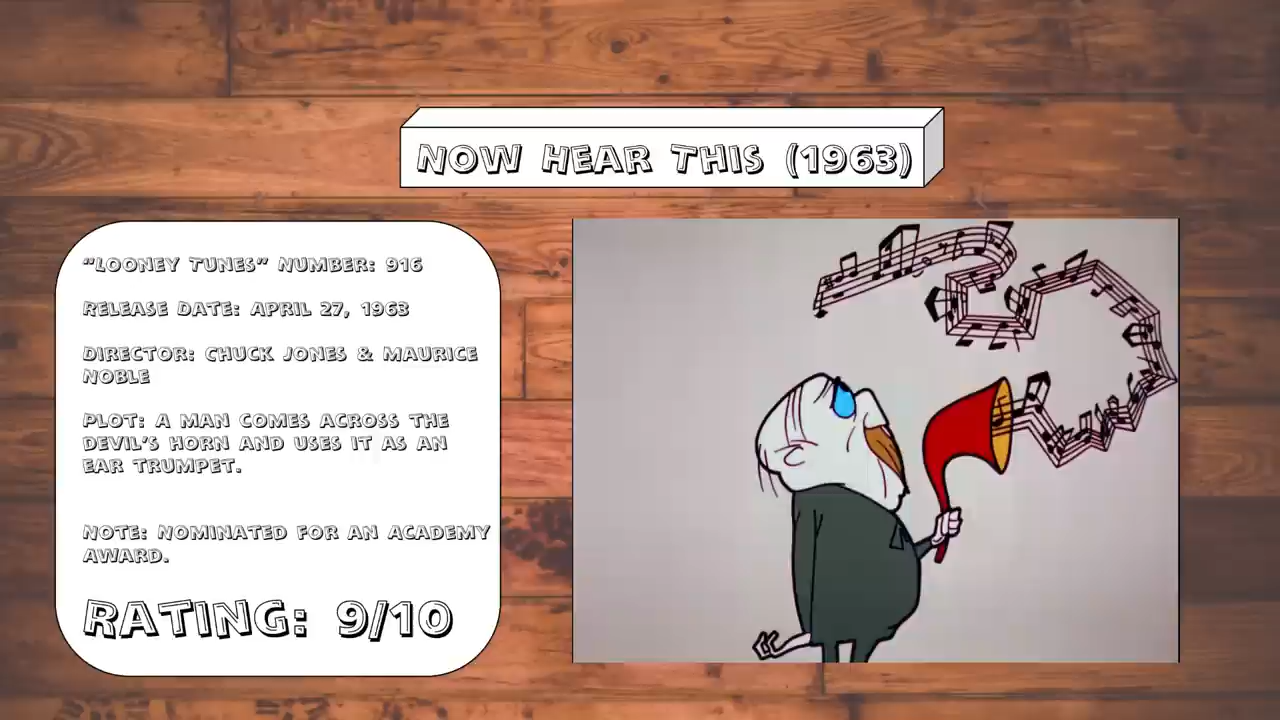 NOW HEAR THIS (1963)
"LOONEY TUNES" NUMBER: 916
RELEASE DATE: APRIL 27, 1963
DIRECTOR: CHUCK JONES & MAURICE
NOBLE
PLOT: A MAN COMES ACROSS THE
DEVIL'S HORN AND USES IT AS AN
EAR TRUMPET.
NOTE: NOMINATED FOR AN ACADEMY
AWARD.
RATING: 9/10